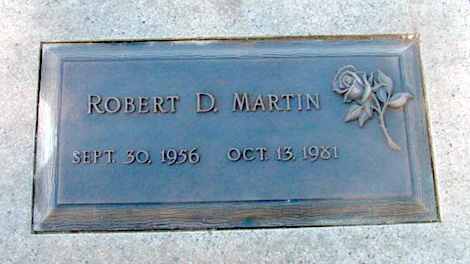 ROBERT D. MARTIN
SEPT. 30, 1956 OCT. 13, 1981